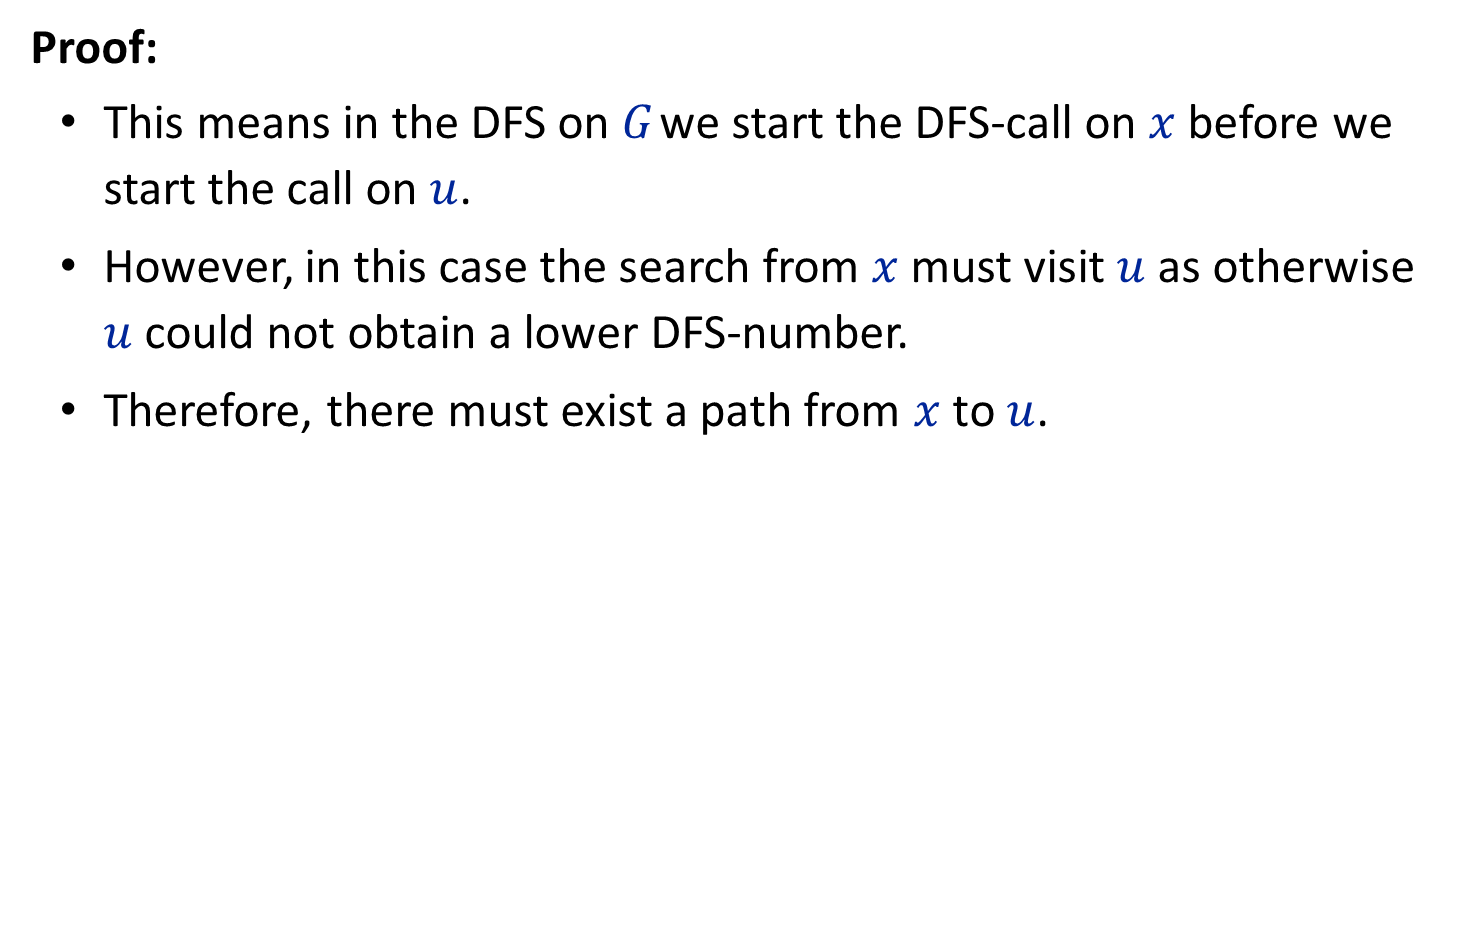 Proof:
• This means in the DFS on G we start the DFS-call on x before we
start the call on u.
• However, in this case the search from x must visit u as otherwise
u could not obtain a lower DFS-number.
• Therefore, there must exist a path from x to u.